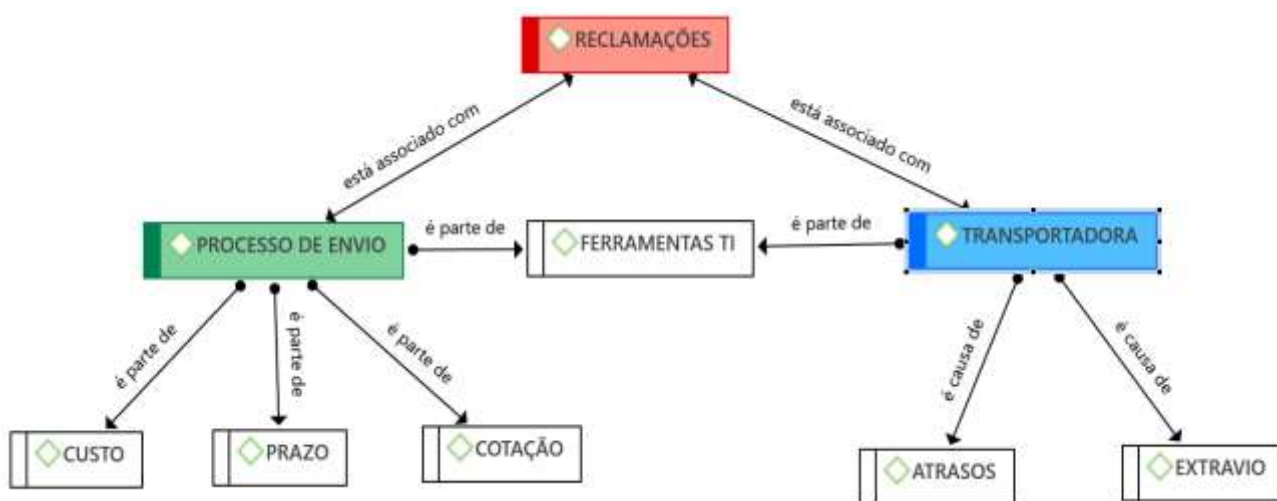 RECLAMAÇÕES
está associado com
está associado com
PROCESSO DE ENVIO
é parte de
FERRAMENTAS TI
é parte de
TRANSPORTADORA
é parte de
é parte de
é parte de
é causa de
é causa de
CUSTO
PRAZO
COTAÇÃO
ATRASOS
EXTRAVIO